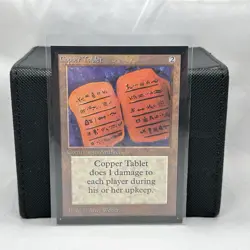 Copper Tablet
2
Copper Tablet
does 1 damage to
each player during
his or her upkeep.